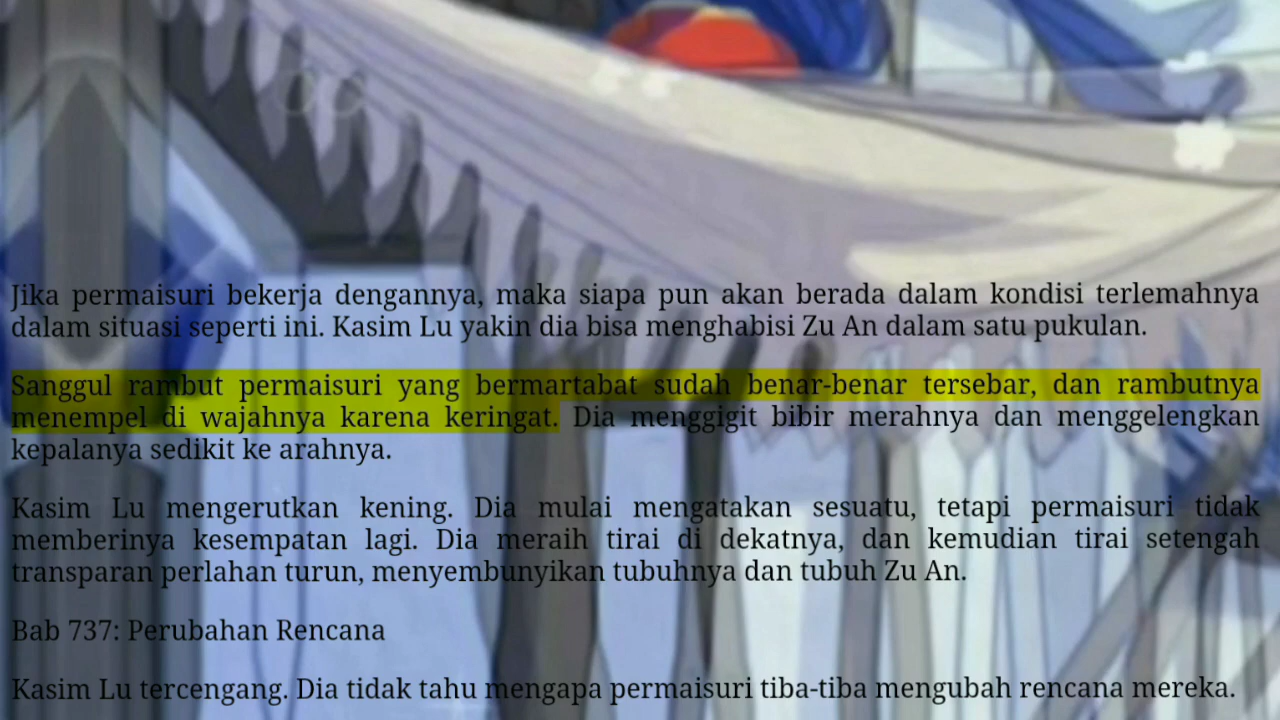 Jika permaisuri bekerja dengannya, maka siapa pun akan berada dalam kondisi terlemahnya
dalam situasi seperti ini. Kasim Lu yakin dia bisa menghabisi Zu An dalam satu pukulan.
Sanggul rambut permaisuri yang bermartabat sudah benar-benar tersebar, dan rambutnya
menempel di wajahnya karena keringat. Dia menggigit bibir merahnya dan menggelengkan
kepalanya sedikit ke arahnya.
Kasim Lu mengerutkan kening. Dia mulai mengatakan sesuatu, tetapi permaisuri tidak
memberinya kesempatan lagi. Dia meraih tirai di dekatnya, dan kemudian tirai setengah
transparan perlahan turun, menyembunyikan tubuhnya dan tubuh Zu An.
Bab 737: Perubahan Rencana
Kasim Lu tercengang. Dia tidak tahu mengapa permaisuri tiba-tiba mengubah rencana mereka.